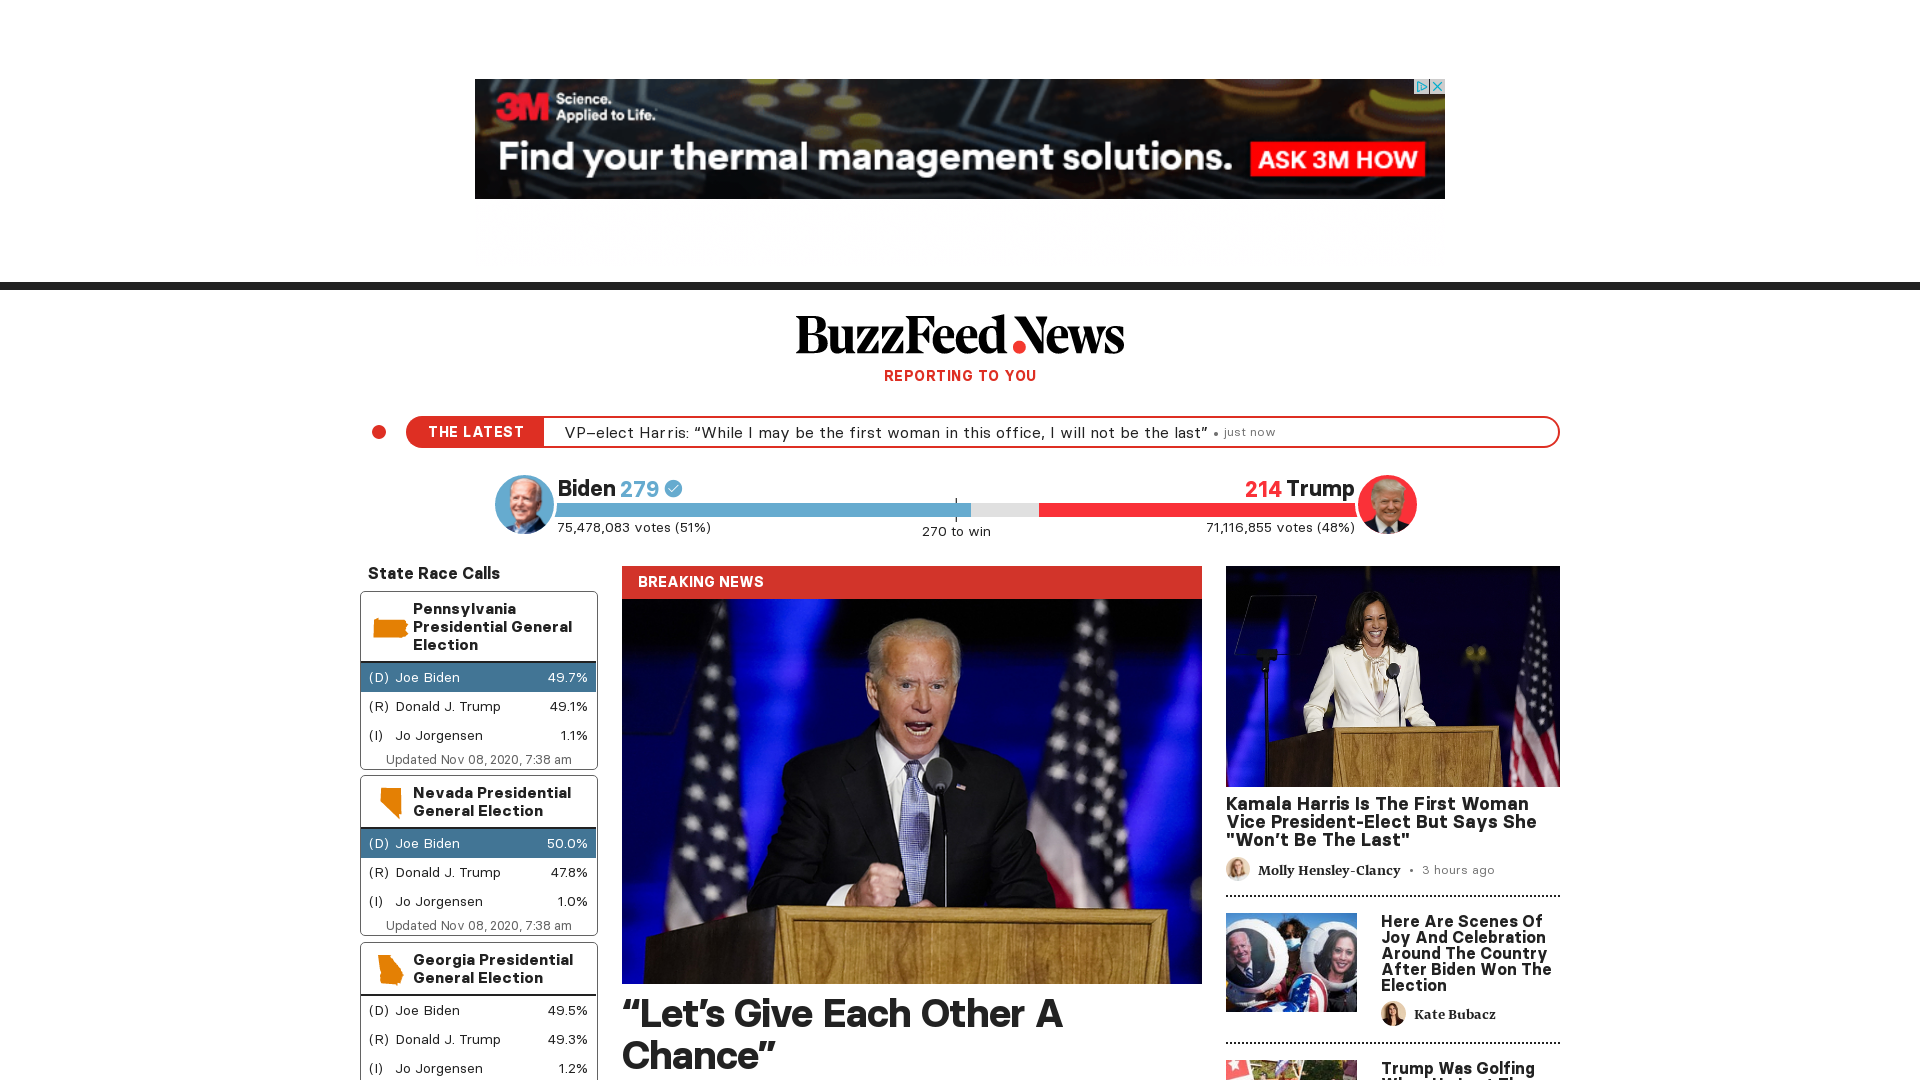 3M Science.
Applied to Life.
Find your thermal management solutions. ASK 3M HOW
BuzzFeed News
REPORTING TO YOU
THE LATEST VP–elect Harris: “While I may be the first woman in this office, I will not be the last” • just now
Biden 279
214 Trump
75,478,083 votes (51%)
270 to win
71,116,855 votes (48%)
State Race Calls
Pennsylvania
Presidential General
Election
(D) Joe Biden 49.7%
(R) Donald J. Trump 49.1%
(I) Jo Jorgensen 1.1%
Updated Nov 08, 2020, 7:38 am
Nevada Presidential
General Election
(D) Joe Biden 50.0%
(R) Donald J. Trump 47.8%
(I) Jo Jorgensen 1.0%
Updated Nov 08, 2020, 7:38 am
Georgia Presidential
General Election
(D) Joe Biden 49.5%
(R) Donald J. Trump 49.3%
(I) Jo Jorgensen 1.2%
BREAKING NEWS
“Let’s Give Each Other A
Chance”
Kamala Harris Is The First Woman
Vice President-Elect But Says She
"Won’t Be The Last"
Molly Hensley-Clancy • 3 hours ago
Here Are Scenes Of
Joy And Celebration
Around The Country
After Biden Won The
Election
Kate Bubacz
Trump Was Golfing